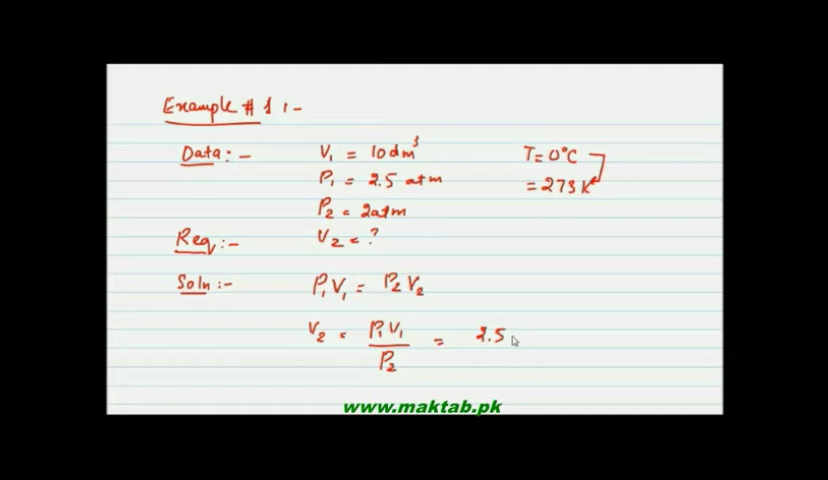 Example # 1 :-
Data :- V₁ = 10 dm³ T = 0°C
P₁ = 2.5 atm = 273 K
P₂ = 2 atm
Req :- V₂ = ?
Soln :- P₁V₁ = P₂V₂
V₂ = P₁V₁ / P₂ = 2.5
www.maktab.pk